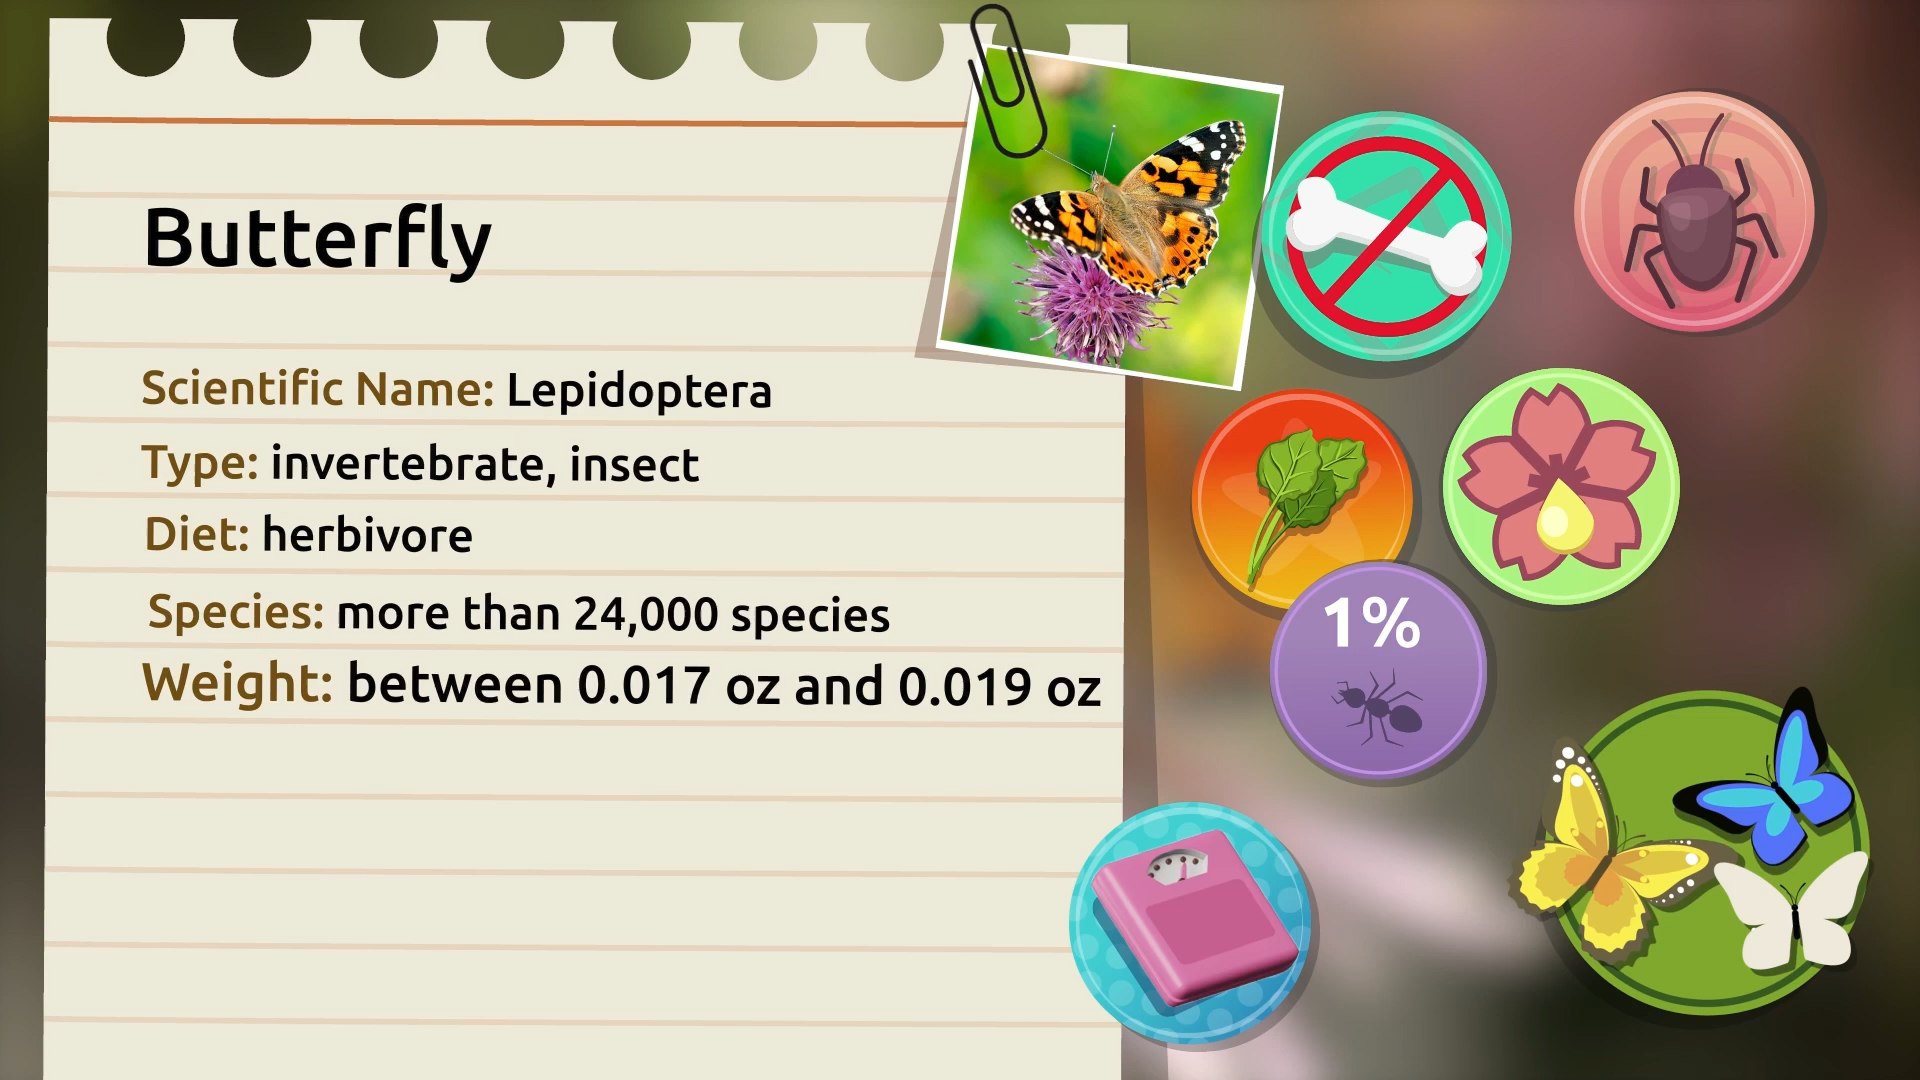 Butterfly
Scientific Name: Lepidoptera
Type: invertebrate, insect
Diet: herbivore
Species: more than 24,000 species
Weight: between 0.017 oz and 0.019 oz
1%